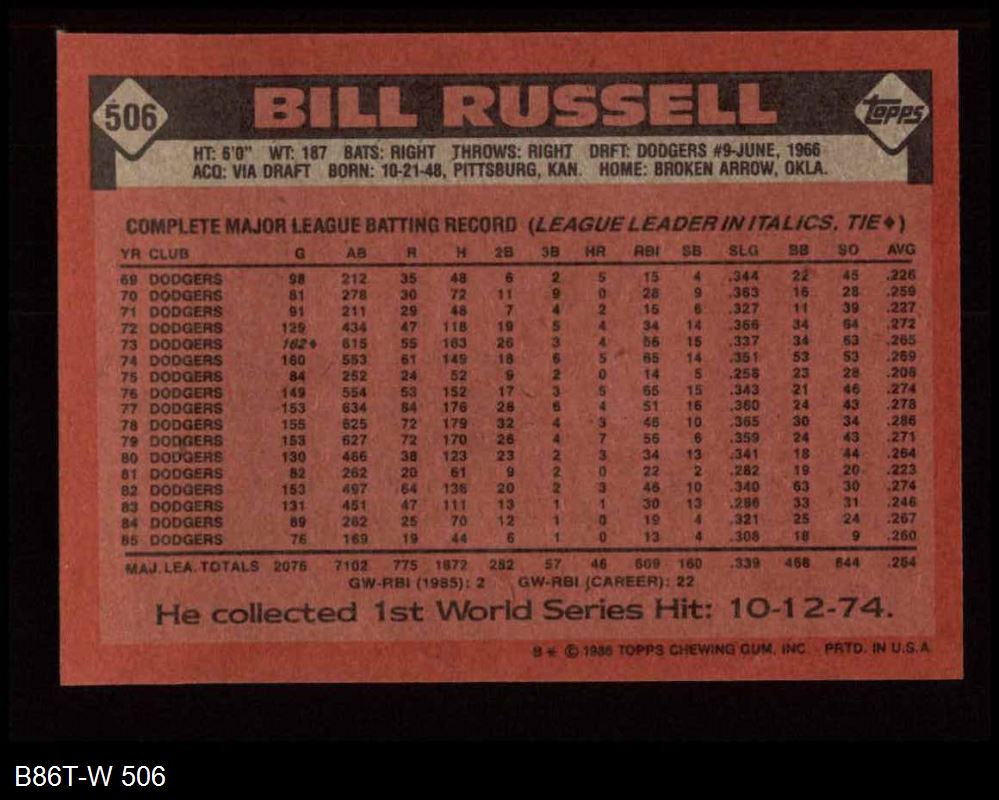 506 BILL RUSSELL topps
HT: 6'0" WT: 187 BATS: RIGHT THROWS: RIGHT DRFT: DODGERS #9-JUNE, 1966
ACQ: VIA DRAFT BORN: 10-21-48, PITTSBURG, KAN. HOME: BROKEN ARROW, OKLA.
COMPLETE MAJOR LEAGUE BATTING RECORD (LEAGUE LEADER IN ITALICS, TIE♦)
YR CLUB G AB R H 2B 3B HR RBI SB SLG BB SO AVG
69 DODGERS 98 212 35 48 6 2 5 15 4 .344 22 45 .226
70 DODGERS 81 278 30 72 11 9 0 28 9 .363 16 28 .259
71 DODGERS 91 211 29 48 7 4 2 15 6 .327 11 39 .227
72 DODGERS 129 434 47 118 19 5 4 34 14 .366 34 64 .272
73 DODGERS 162♦ 615 55 163 26 3 4 56 15 .337 34 63 .265
74 DODGERS 160 553 61 149 18 6 5 65 14 .351 53 53 .269
75 DODGERS 84 252 24 52 9 2 0 14 5 .258 23 28 .206
76 DODGERS 149 554 53 152 17 3 5 65 15 .343 21 46 .274
77 DODGERS 153 634 84 176 28 6 4 51 16 .360 24 43 .278
78 DODGERS 155 625 72 179 32 4 3 46 10 .365 30 34 .286
79 DODGERS 153 627 72 170 26 4 7 56 6 .359 24 43 .271
80 DODGERS 130 466 38 123 23 2 3 34 13 .341 18 44 .264
81 DODGERS 82 262 20 61 9 2 0 22 2 .282 19 20 .223
82 DODGERS 153 497 64 136 20 2 3 46 10 .340 63 30 .274
83 DODGERS 131 451 47 111 13 1 1 30 13 .286 33 31 .246
84 DODGERS 89 262 25 70 12 1 0 19 4 .321 25 24 .267
85 DODGERS 76 169 19 44 6 1 0 13 4 .308 18 9 .260
MAJ. LEA. TOTALS 2076 7102 775 1872 282 57 46 609 160 .339 468 644 .264
GW-RBI (1985): 2 GW-RBI (CAREER): 22
He collected 1st World Series Hit: 10-12-74.
B* © 1986 TOPPS CHEWING GUM, INC. PRTD. IN U.S.A.
B86T-W 506